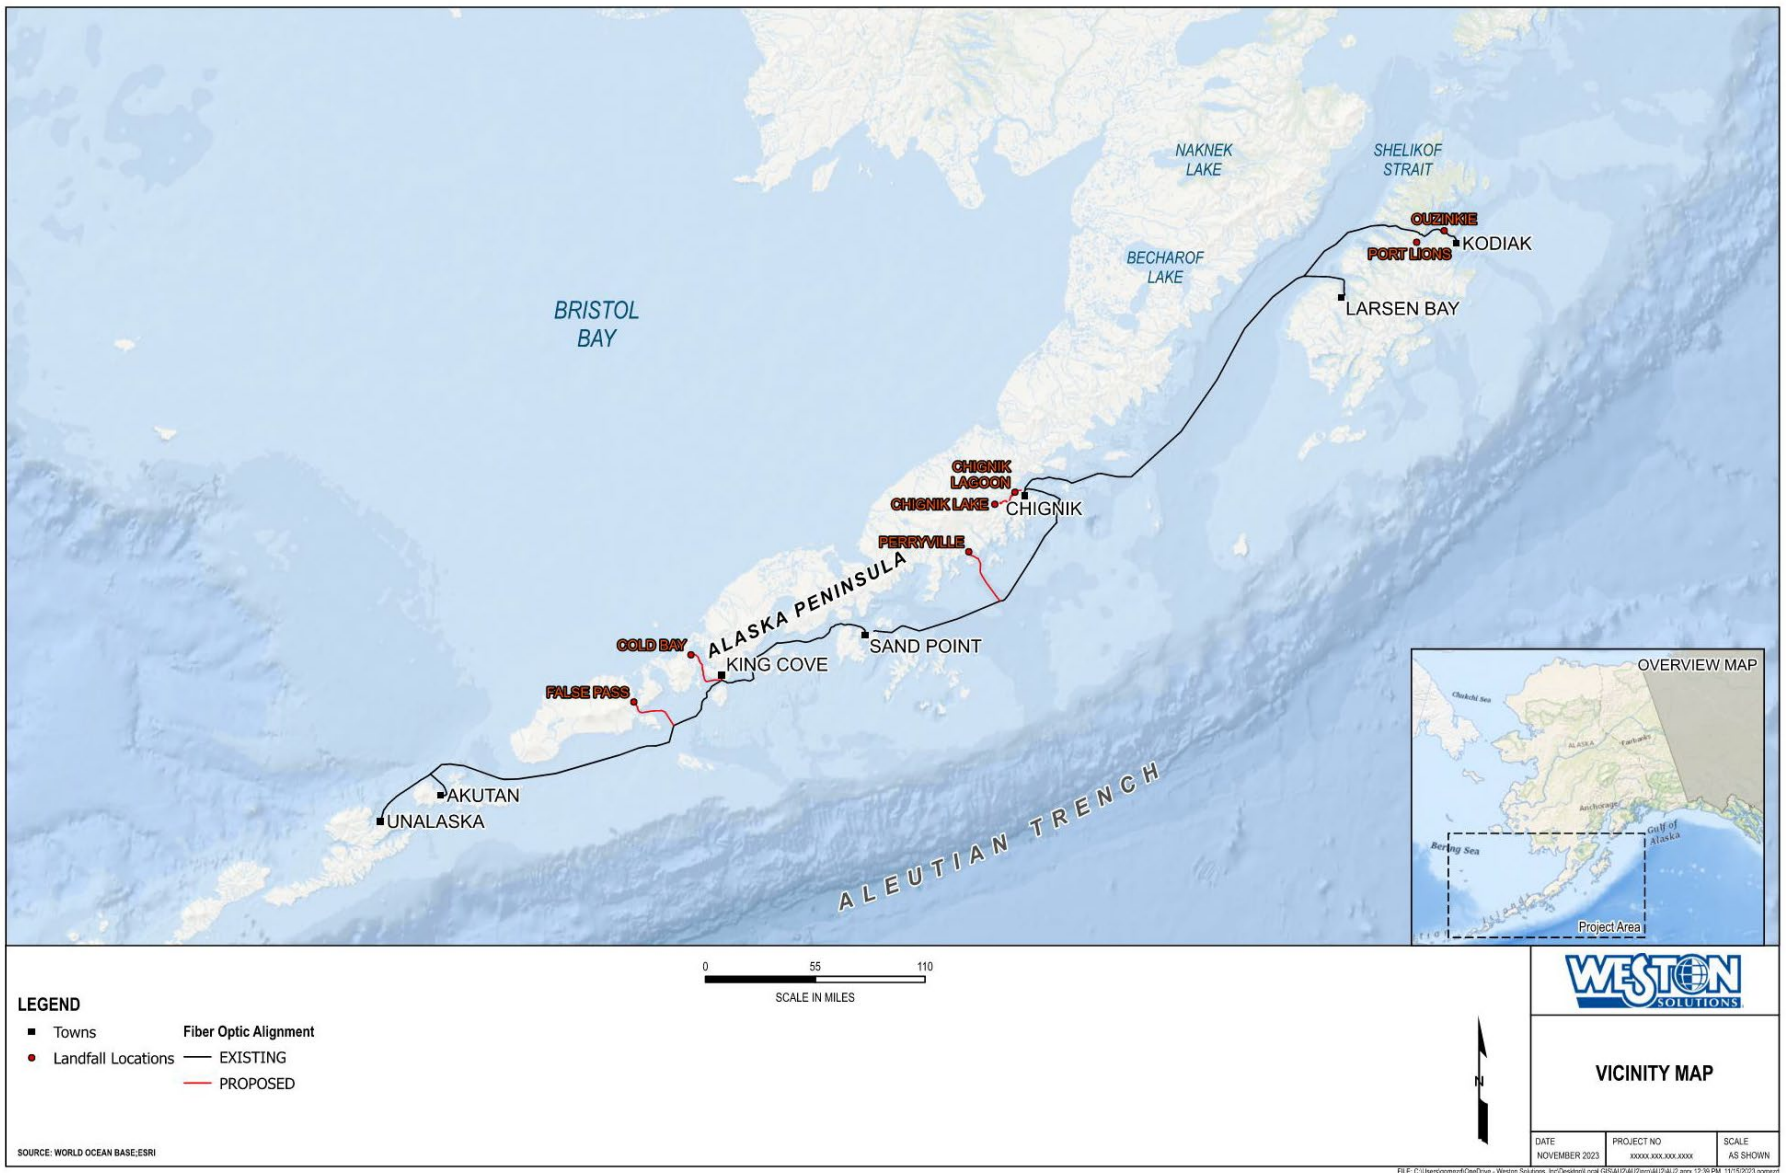 NAKNEK
LAKE
SHELIKOF
STRAIT
OUZINKIE
KODIAK
PORT LIONS
BECHAROF
LAKE
LARSEN BAY
BRISTOL
BAY
CHIGNIK
LAGOON
CHIGNIK LAKE
CHIGNIK
PERRYVILLE
ALASKA PENINSULA
SAND POINT
COLD BAY
KING COVE
FALSE PASS
AKUTAN
UNALASKA
ALEUTIAN TRENCH
OVERVIEW MAP
Chukchi Sea
ALASKA
Fairbanks
Anchorage
Gulf of
Alaska
Bering Sea
Project Area
0 55 110
SCALE IN MILES
LEGEND
Towns
Landfall Locations
Fiber Optic Alignment
EXISTING
PROPOSED
SOURCE: WORLD OCEAN BASE;ESRI
N
WESTON
SOLUTIONS
VICINITY MAP
DATE
NOVEMBER 2023
PROJECT NO
xxxxx.xxx.xxx.xxxx
SCALE
AS SHOWN